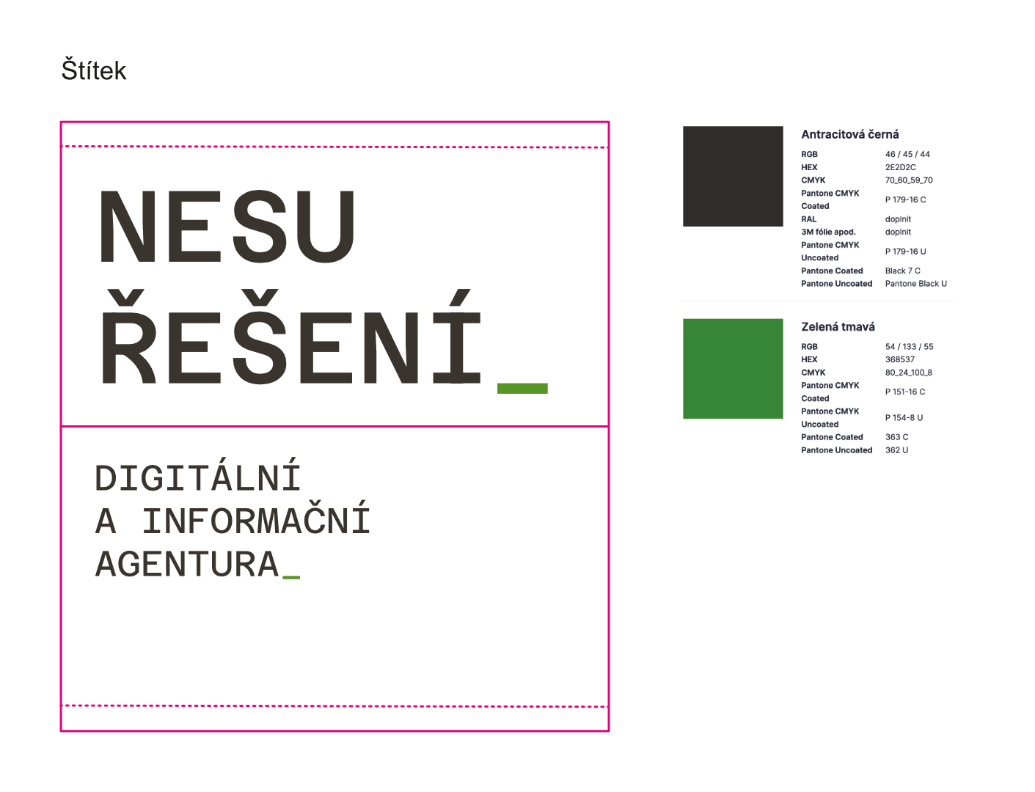 Štítek
NESU
ŘEŠENÍ_
DIGITÁLNÍ
A INFORMAČNÍ
AGENTURA_
Antracitová černá
RGB 46 / 45 / 44
HEX 2E2D2C
CMYK 70_60_59_70
Pantone CMYK
Coated P 179-16 C
RAL doplnit
3M fólie apod. doplnit
Pantone CMYK
Uncoated P 179-16 U
Pantone Coated Black 7 C
Pantone Uncoated Pantone Black U
Zelená tmavá
RGB 54 / 133 / 55
HEX 368537
CMYK 80_24_100_8
Pantone CMYK
Coated P 151-16 C
Pantone CMYK
Uncoated P 154-8 U
Pantone Coated 363 C
Pantone Uncoated 362 U